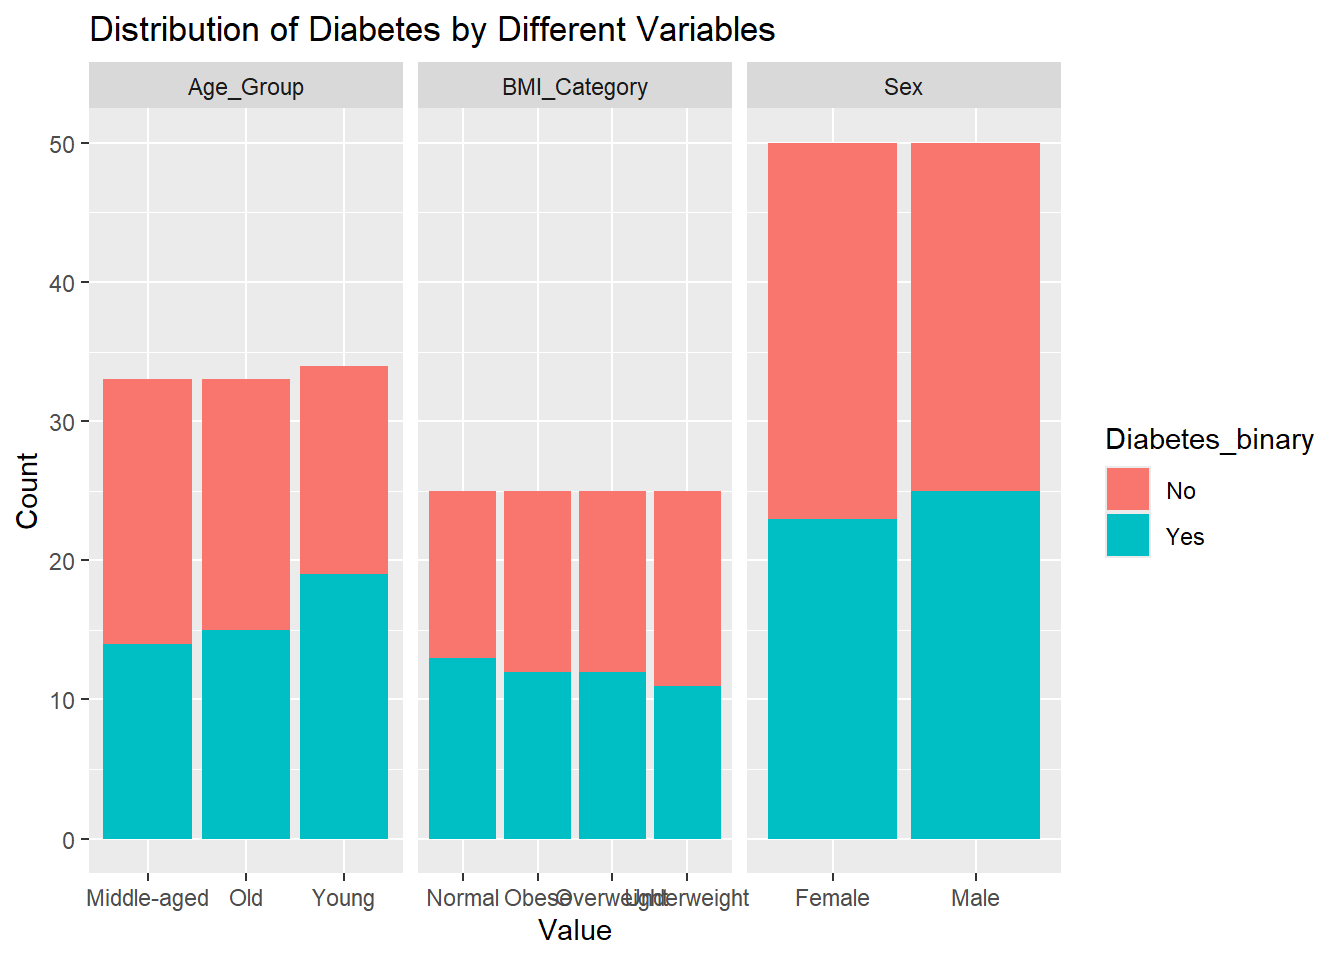 Distribution of Diabetes by Different Variables
Age_Group
BMI_Category
Sex
50
40
30
20
10
0
Count
Middle-aged Old Young
Normal Obese Overweight Underweight
Female Male
Value
Diabetes_binary
No
Yes